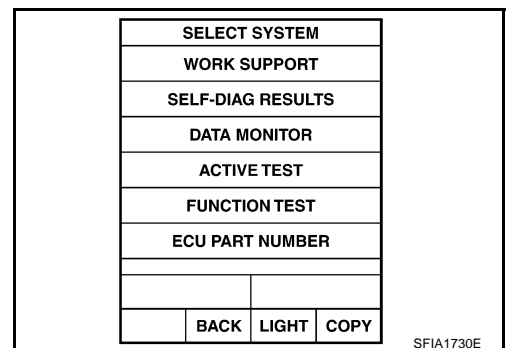 SELECT SYSTEM
WORK SUPPORT
SELF-DIAG RESULTS
DATA MONITOR
ACTIVE TEST
FUNCTION TEST
ECU PART NUMBER
BACK LIGHT COPY
SFIA1730E